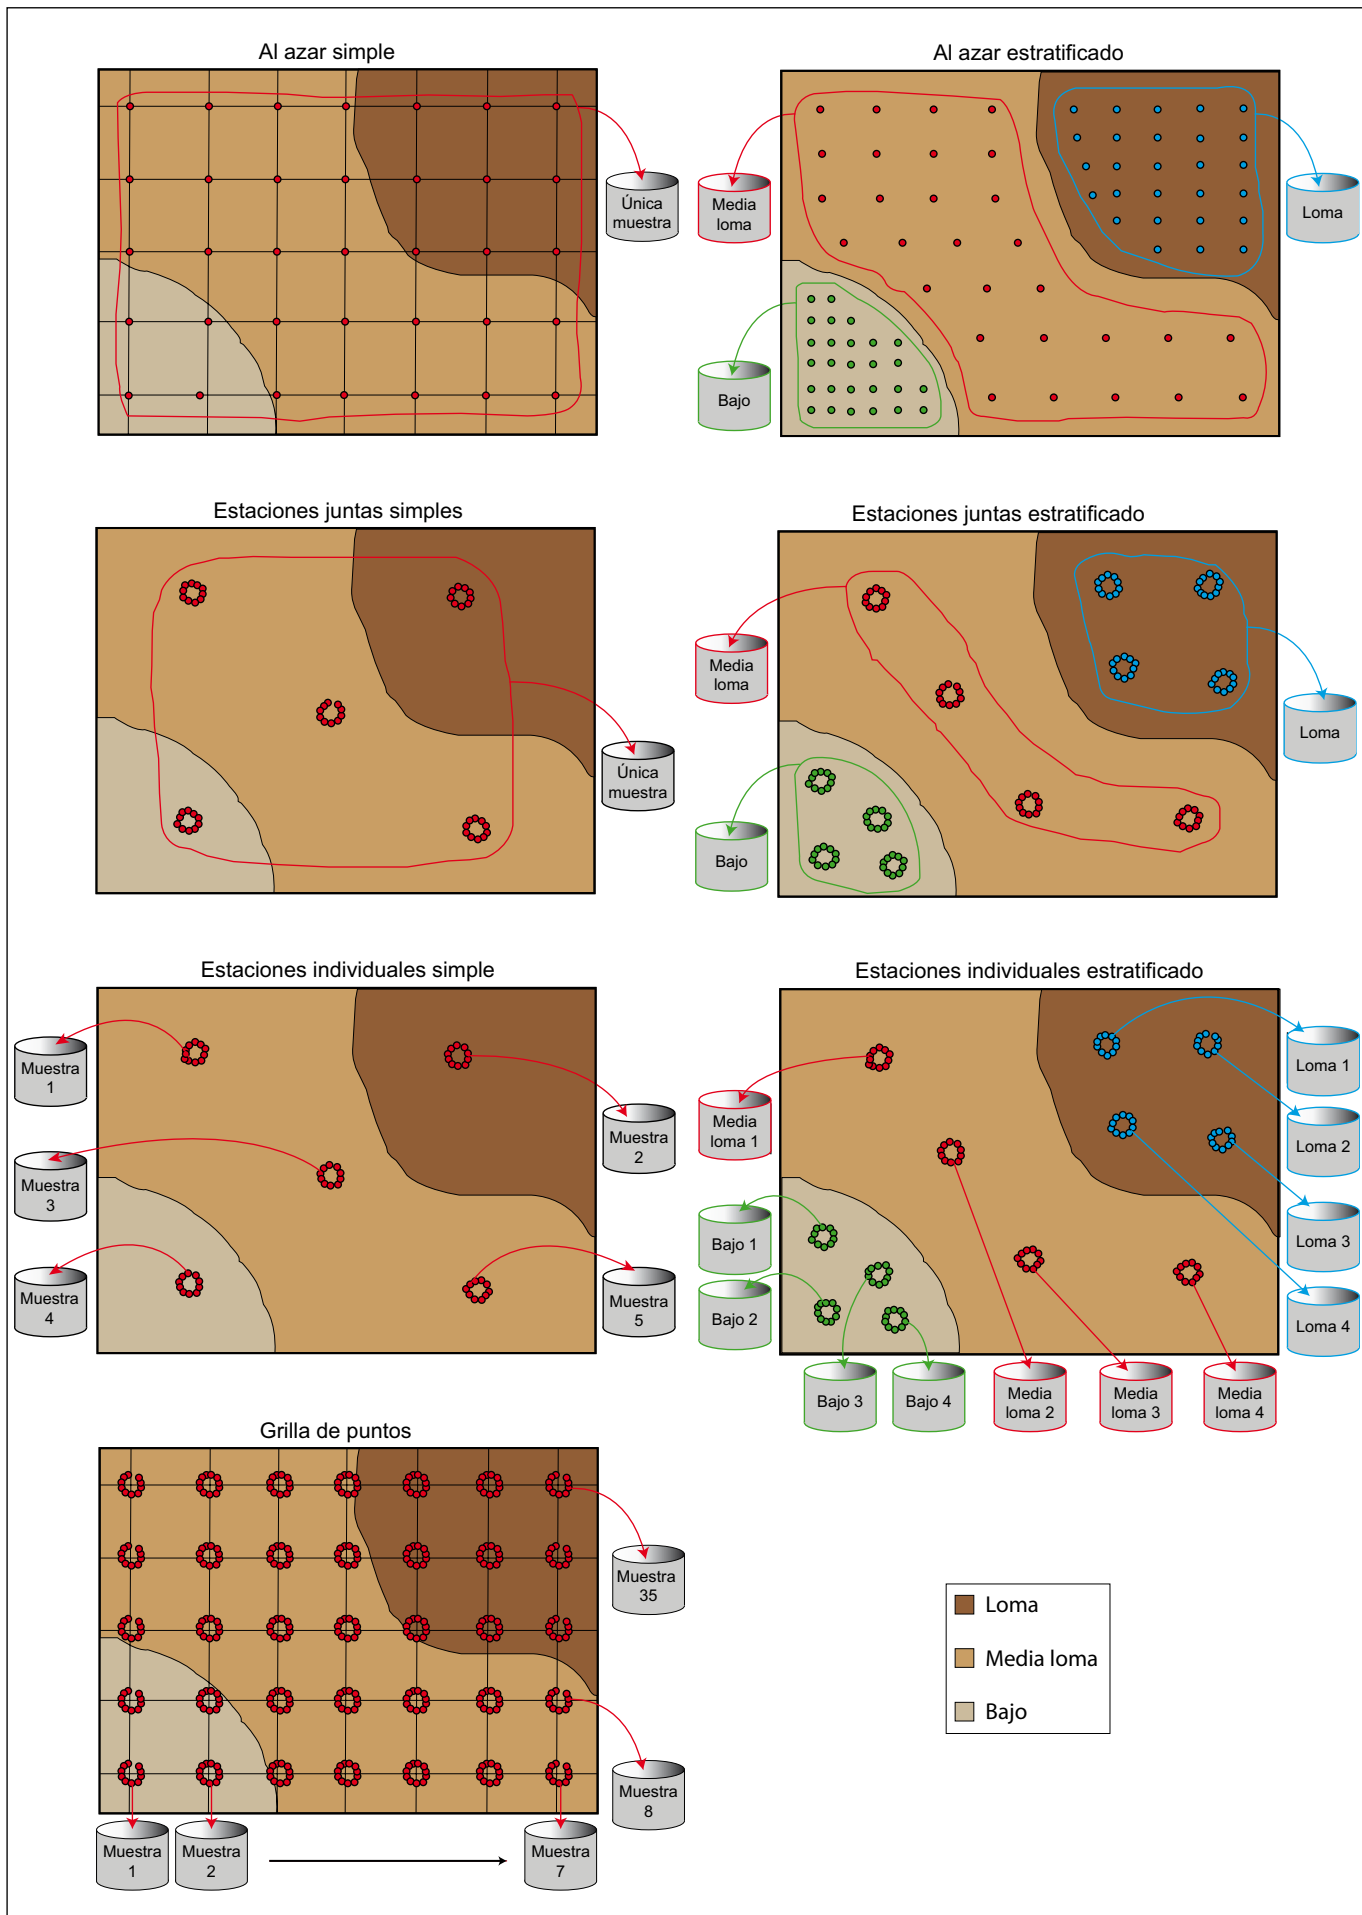 Al azar simple
Única
muestra
Al azar estratificado
Media
loma
Loma
Bajo
Estaciones juntas simples
Única
muestra
Estaciones juntas estratificado
Media
loma
Loma
Bajo
Estaciones individuales simple
Muestra
1
Muestra
2
Muestra
3
Muestra
4
Muestra
5
Estaciones individuales estratificado
Loma 1
Media
loma 1
Loma 2
Bajo 1
Loma 3
Bajo 2
Loma 4
Bajo 3
Bajo 4
Media
loma 2
Media
loma 3
Media
loma 4
Grilla de puntos
Muestra
35
Muestra
8
Muestra
1
Muestra
2
Muestra
7
Loma
Media loma
Bajo